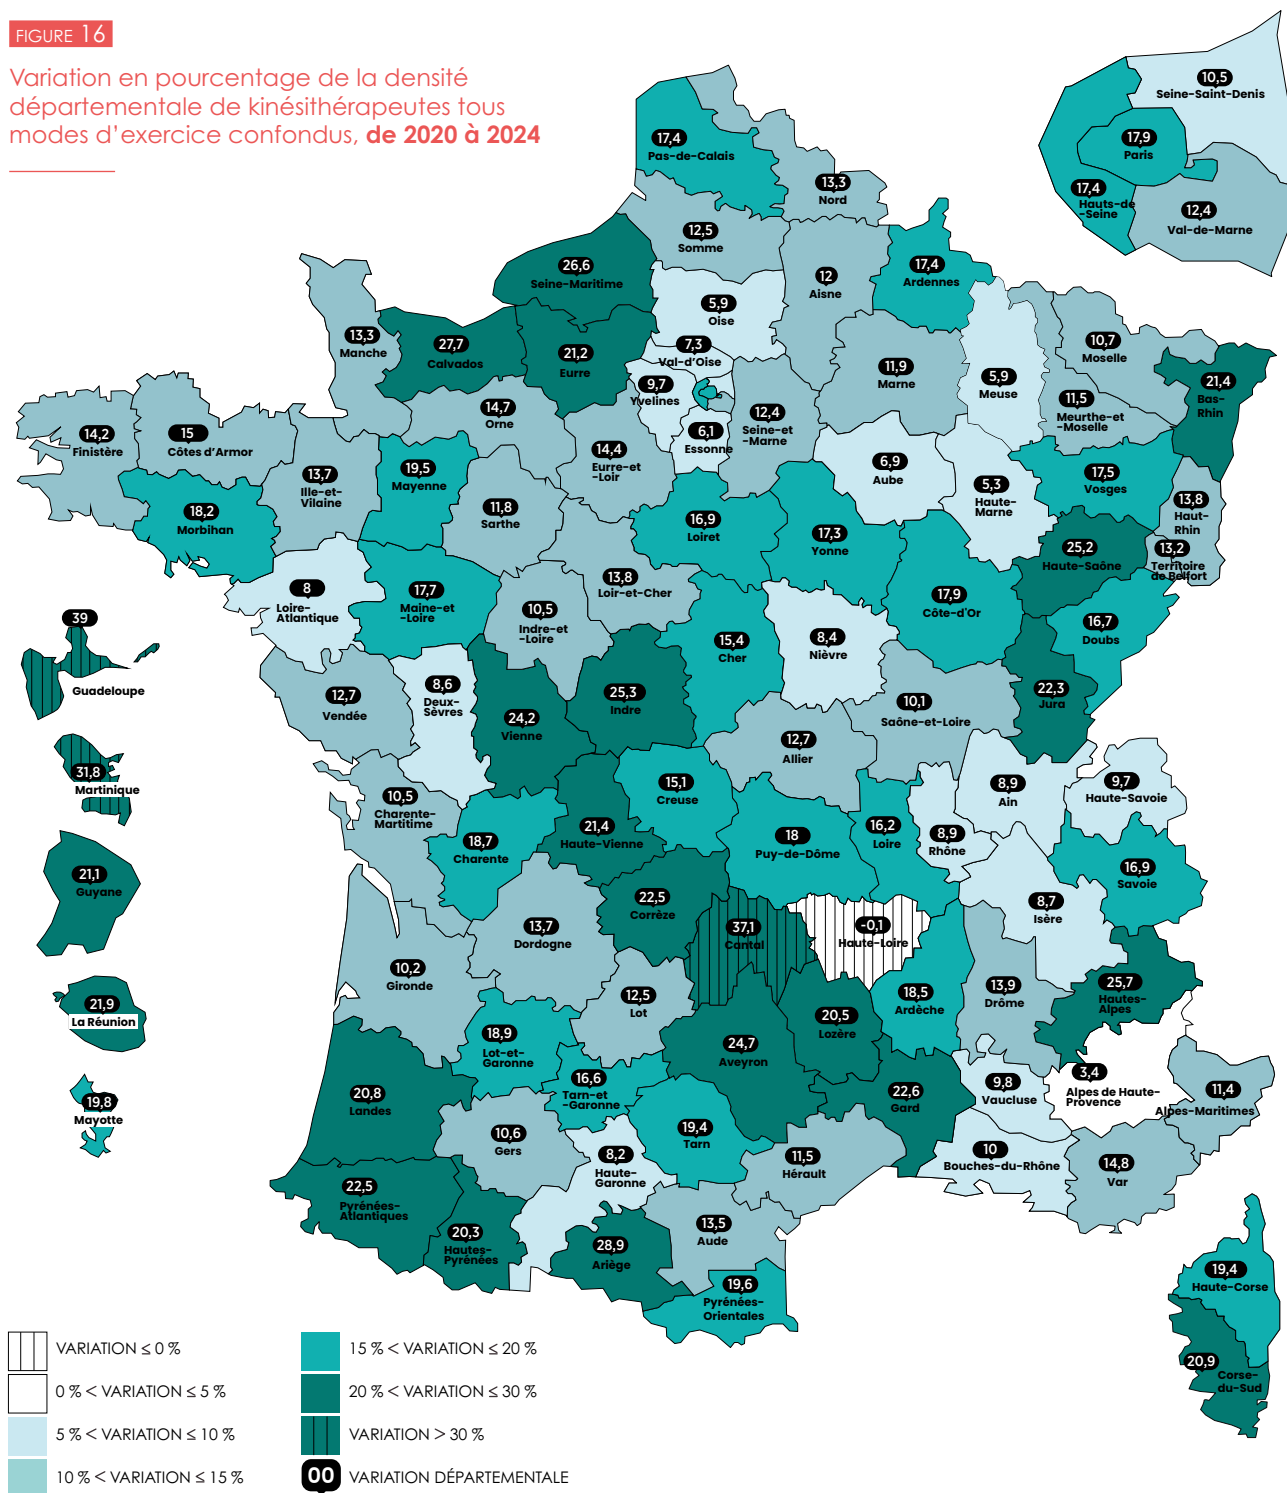 FIGURE 16
Variation en pourcentage de la densité
départementale de kinésithérapeutes tous
modes d'exercice confondus, de 2020 à 2024
10,5
Seine-Saint-Denis
17,9
Paris
17,4
Hauts-de
-Seine
12,4
Val-de-Marne
17,4
Pas-de-Calais
13,3
Nord
12,5
Somme
26,6
Seine-Maritime
12
Aisne
17,4
Ardennes
5,9
Oise
13,3
Manche
27,7
Calvados
21,2
Eurre
7,3
Val-d'Oise
9,7
Yvelines
6,1
Essonne
12,4
Seine-et
-Marne
11,9
Marne
5,9
Meuse
10,7
Moselle
11,5
Meurthe-et
-Moselle
21,4
Bas-
Rhin
14,2
Finistère
15
Côtes d'Armor
14,7
Orne
14,4
Eurre-et
-Loir
13,7
Ille-et-
Vilaine
19,5
Mayenne
11,8
Sarthe
6,9
Aube
5,3
Haute-
Marne
17,5
Vosges
13,8
Haut-
Rhin
18,2
Morbihan
16,9
Loiret
17,3
Yonne
25,2
Haute-Saône
13,2
Territoire
de Belfort
8
Loire-
Atlantique
17,7
Maine-et
-Loire
10,5
Indre-et
-Loire
13,8
Loir-et-Cher
17,9
Côte-d'Or
16,7
Doubs
39
Guadeloupe
15,4
Cher
8,4
Nièvre
12,7
Vendée
8,6
Deux-
Sèvres
24,2
Vienne
25,3
Indre
10,1
Saône-et-Loire
22,3
Jura
12,7
Allier
31,8
Martinique
10,5
Charente-
Martitime
15,1
Creuse
8,9
Ain
9,7
Haute-Savoie
18,7
Charente
21,4
Haute-Vienne
18
Puy-de-Dôme
16,2
Loire
8,9
Rhône
21,1
Guyane
16,9
Savoie
22,5
Corrèze
8,7
Isère
13,7
Dordogne
37,1
Cantal
-0,1
Haute-Loire
10,2
Gironde
21,9
La Réunion
12,5
Lot
20,5
Lozère
18,5
Ardèche
13,9
Drôme
25,7
Hautes-
Alpes
18,9
Lot-et-
Garonne
24,7
Aveyron
20,8
Landes
16,6
Tarn-et
-Garonne
22,6
Gard
9,8
Vaucluse
3,4
Alpes de Haute-
Provence
11,4
Alpes-Maritimes
19,8
Mayotte
10,6
Gers
19,4
Tarn
8,2
Haute-
Garonne
11,5
Hérault
10
Bouches-du-Rhône
14,8
Var
22,5
Pyrénées-
Atlantiques
20,3
Hautes-
Pyrénées
28,9
Ariège
13,5
Aude
19,6
Pyrénées-
Orientales
19,4
Haute-Corse
20,9
Corse-
du-Sud
VARIATION ≤ 0 %
0 % < VARIATION ≤ 5 %
5 % < VARIATION ≤ 10 %
10 % < VARIATION ≤ 15 %
15 % < VARIATION ≤ 20 %
20 % < VARIATION ≤ 30 %
VARIATION > 30 %
00 VARIATION DÉPARTEMENTALE